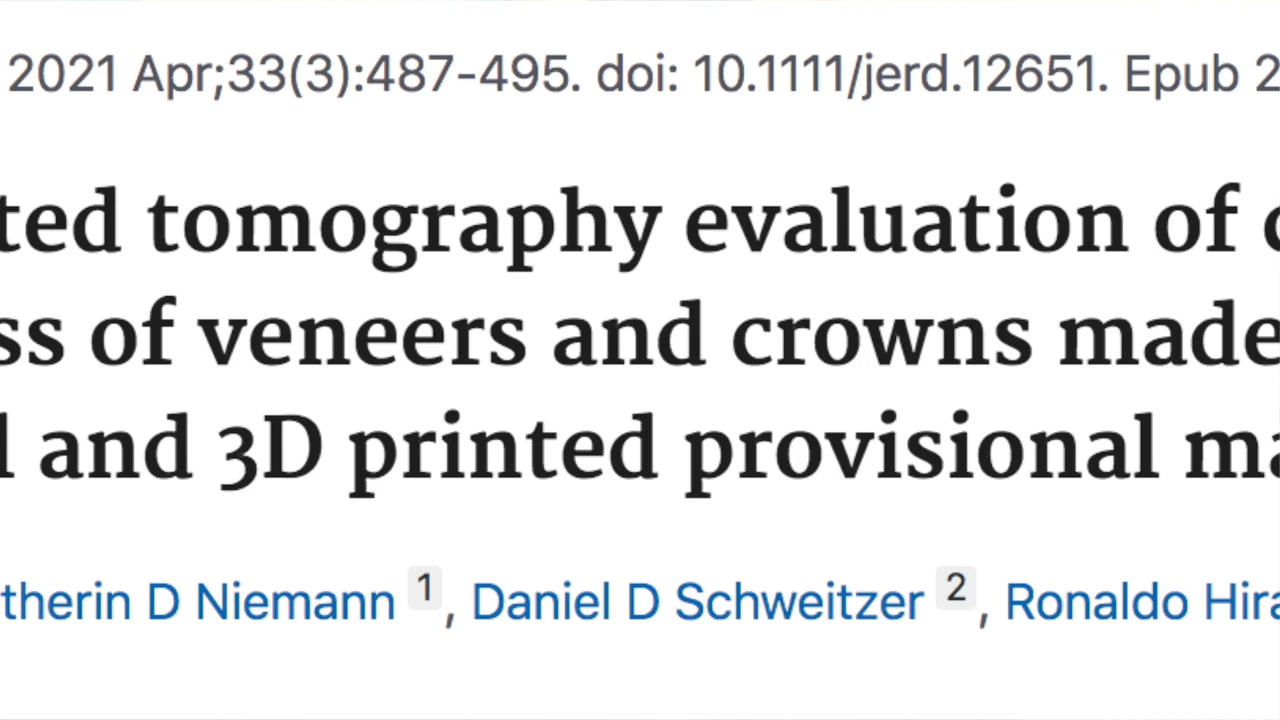 2021 Apr;33(3):487-495. doi: 10.1111/jerd.12651. Epub 2
ted tomography evaluation of c
ss of veneers and crowns made
l and 3D printed provisional ma
therin D Niemann 1, Daniel D Schweitzer 2, Ronaldo Hira